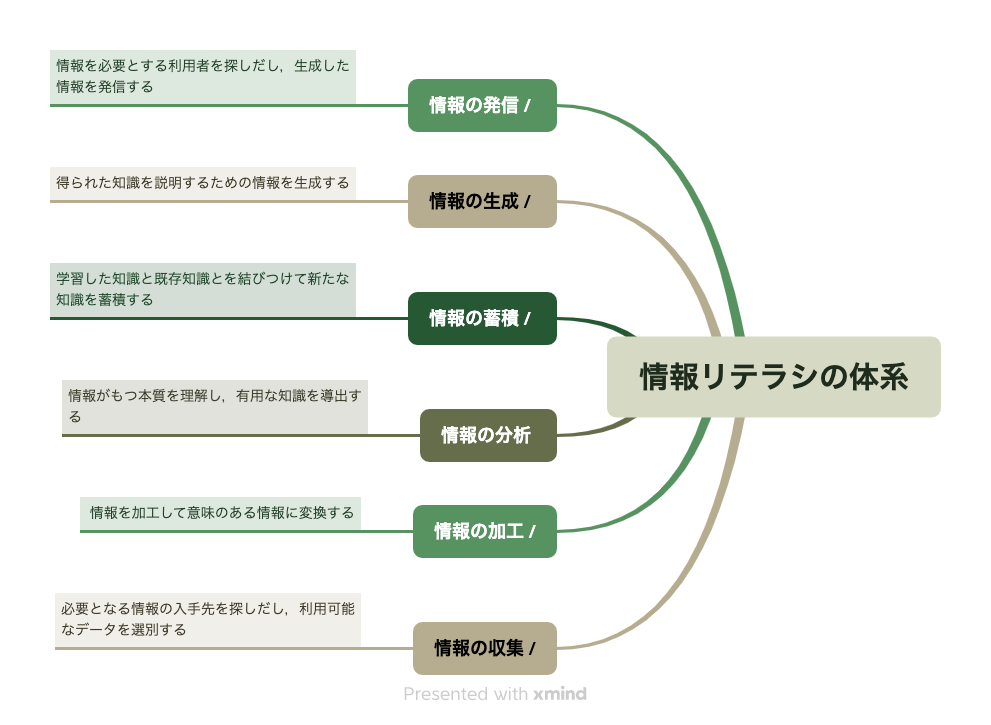 情報を必要とする利用者を探しだし，生成した
情報を発信する
情報の発信 /
得られた知識を説明するための情報を生成する
情報の生成 /
学習した知識と既存知識とを結びつけて新たな
知識を蓄積する
情報の蓄積 /
情報リテラシの体系
情報がもつ本質を理解し，有用な知識を導出す
る
情報の分析
情報を加工して意味のある情報に変換する
情報の加工 /
必要となる情報の入手先を探しだし，利用可能
なデータを選別する
情報の収集 /
Presented with xmind